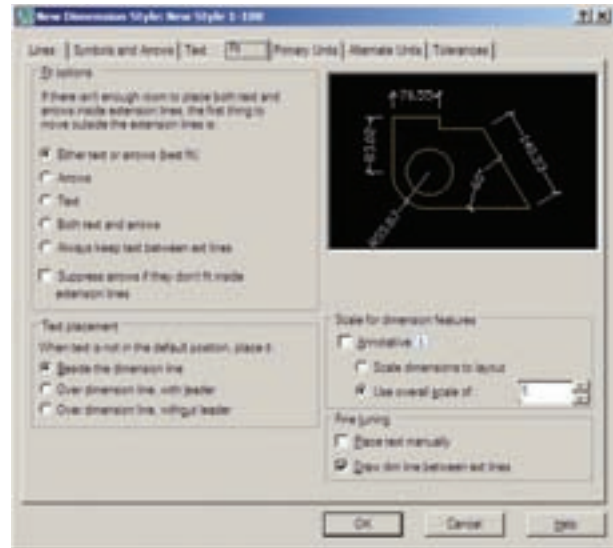 New Dimension Style: New Style 1-100
Lines
Symbols and Arrows
Text
Fit
Primary Units
Alternate Units
Tolerances
Fit options
If there isn't enough room to place both text and
arrows inside extension lines, the first thing to
move outside the extension lines is:
Either text or arrows (best fit)
Arrows
Text
Both text and arrows
Always keep text between ext lines
Suppress arrows if they don't fit inside
extension lines
Text placement
When text is not in the default position, place it:
Beside the dimension line
Over dimension line, with leader
Over dimension line, without leader
Scale for dimension features
Annotative
Scale dimensions to layout
Use overall scale of:
1
Fine tuning
Place text manually
Draw dim line between ext lines
OK
Cancel
Help